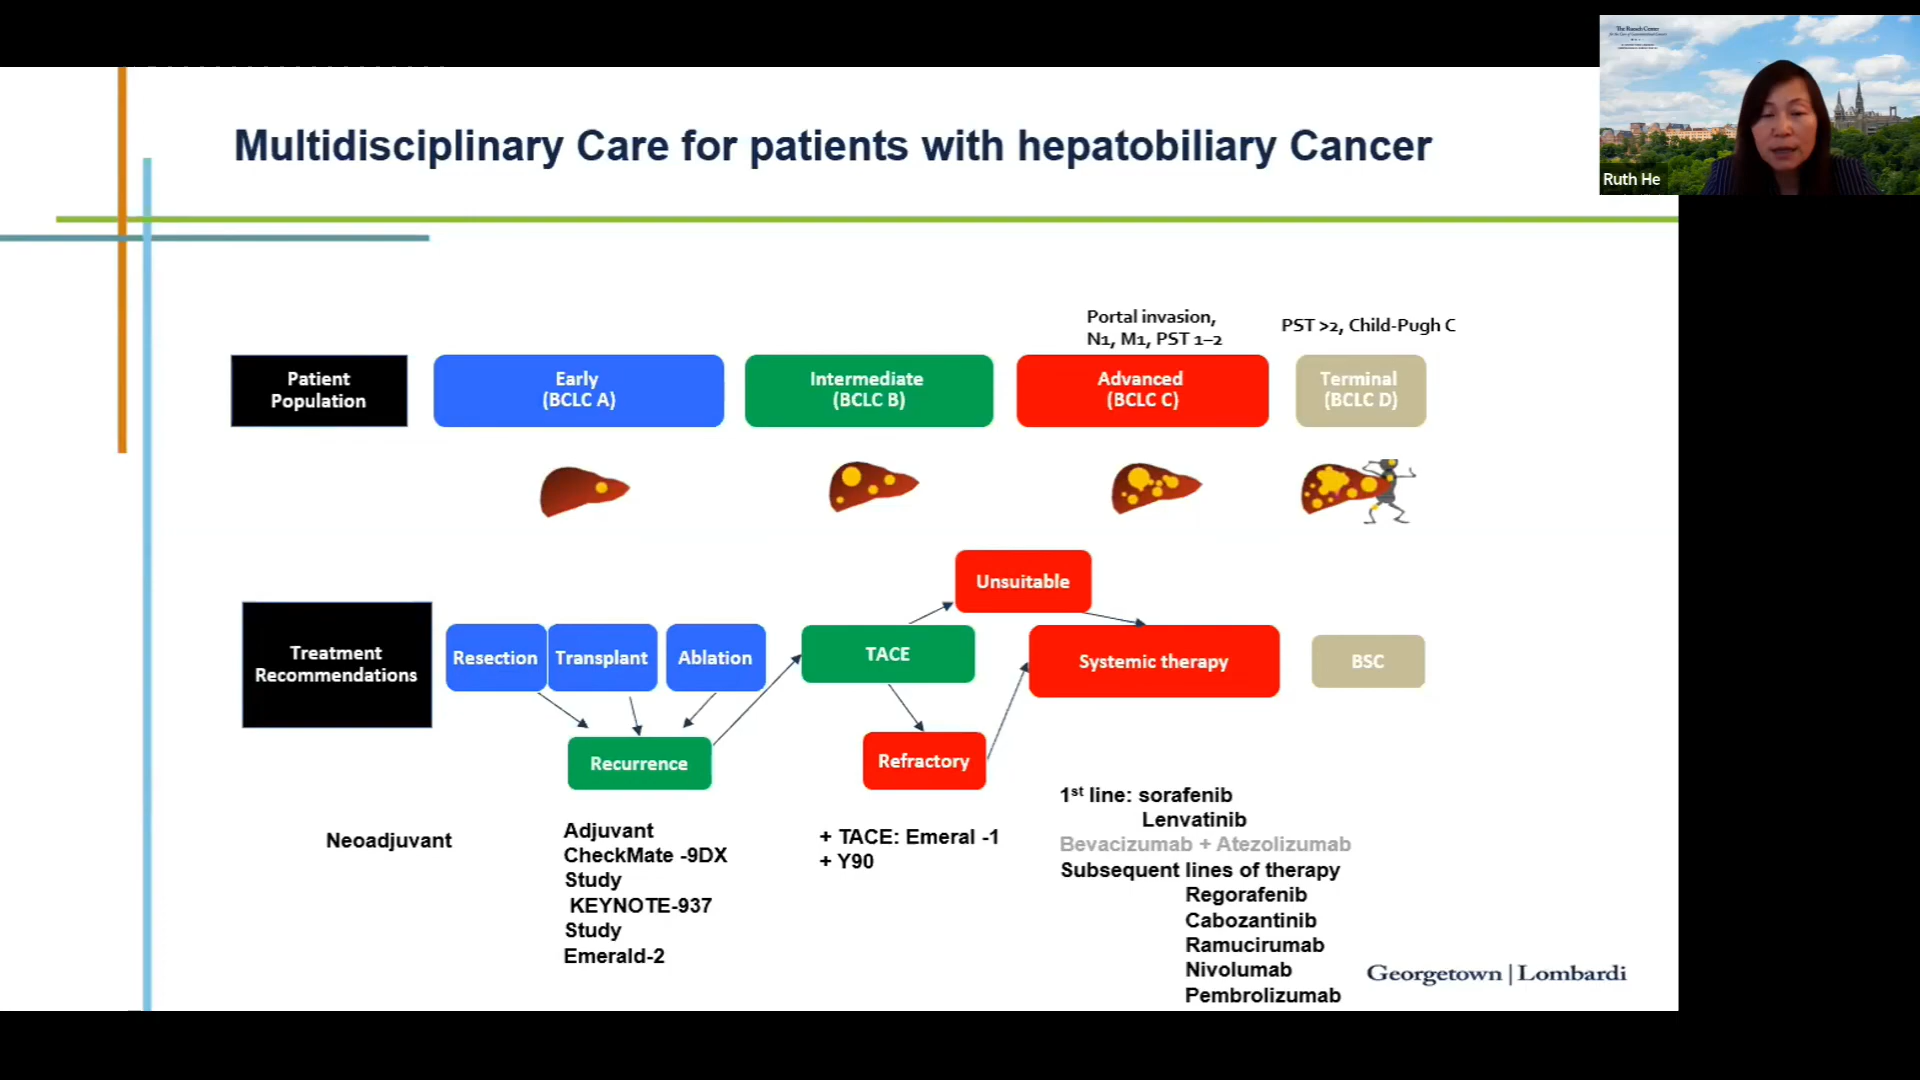 The Ruesch Center
Ruth He
Multidisciplinary Care for patients with hepatobiliary Cancer
Portal invasion,
N1, M1, PST 1–2
PST >2, Child-Pugh C
Patient
Population
Early
(BCLC A)
Intermediate
(BCLC B)
Advanced
(BCLC C)
Terminal
(BCLC D)
Unsuitable
Treatment
Recommendations
Resection
Transplant
Ablation
TACE
Systemic therapy
BSC
Recurrence
Refractory
Neoadjuvant
Adjuvant
CheckMate -9DX
Study
KEYNOTE-937
Study
Emerald-2
+ TACE: Emeral -1
+ Y90
1st line: sorafenib
Lenvatinib
Bevacizumab + Atezolizumab
Subsequent lines of therapy
Regorafenib
Cabozantinib
Ramucirumab
Nivolumab
Pembrolizumab
Georgetown | Lombardi